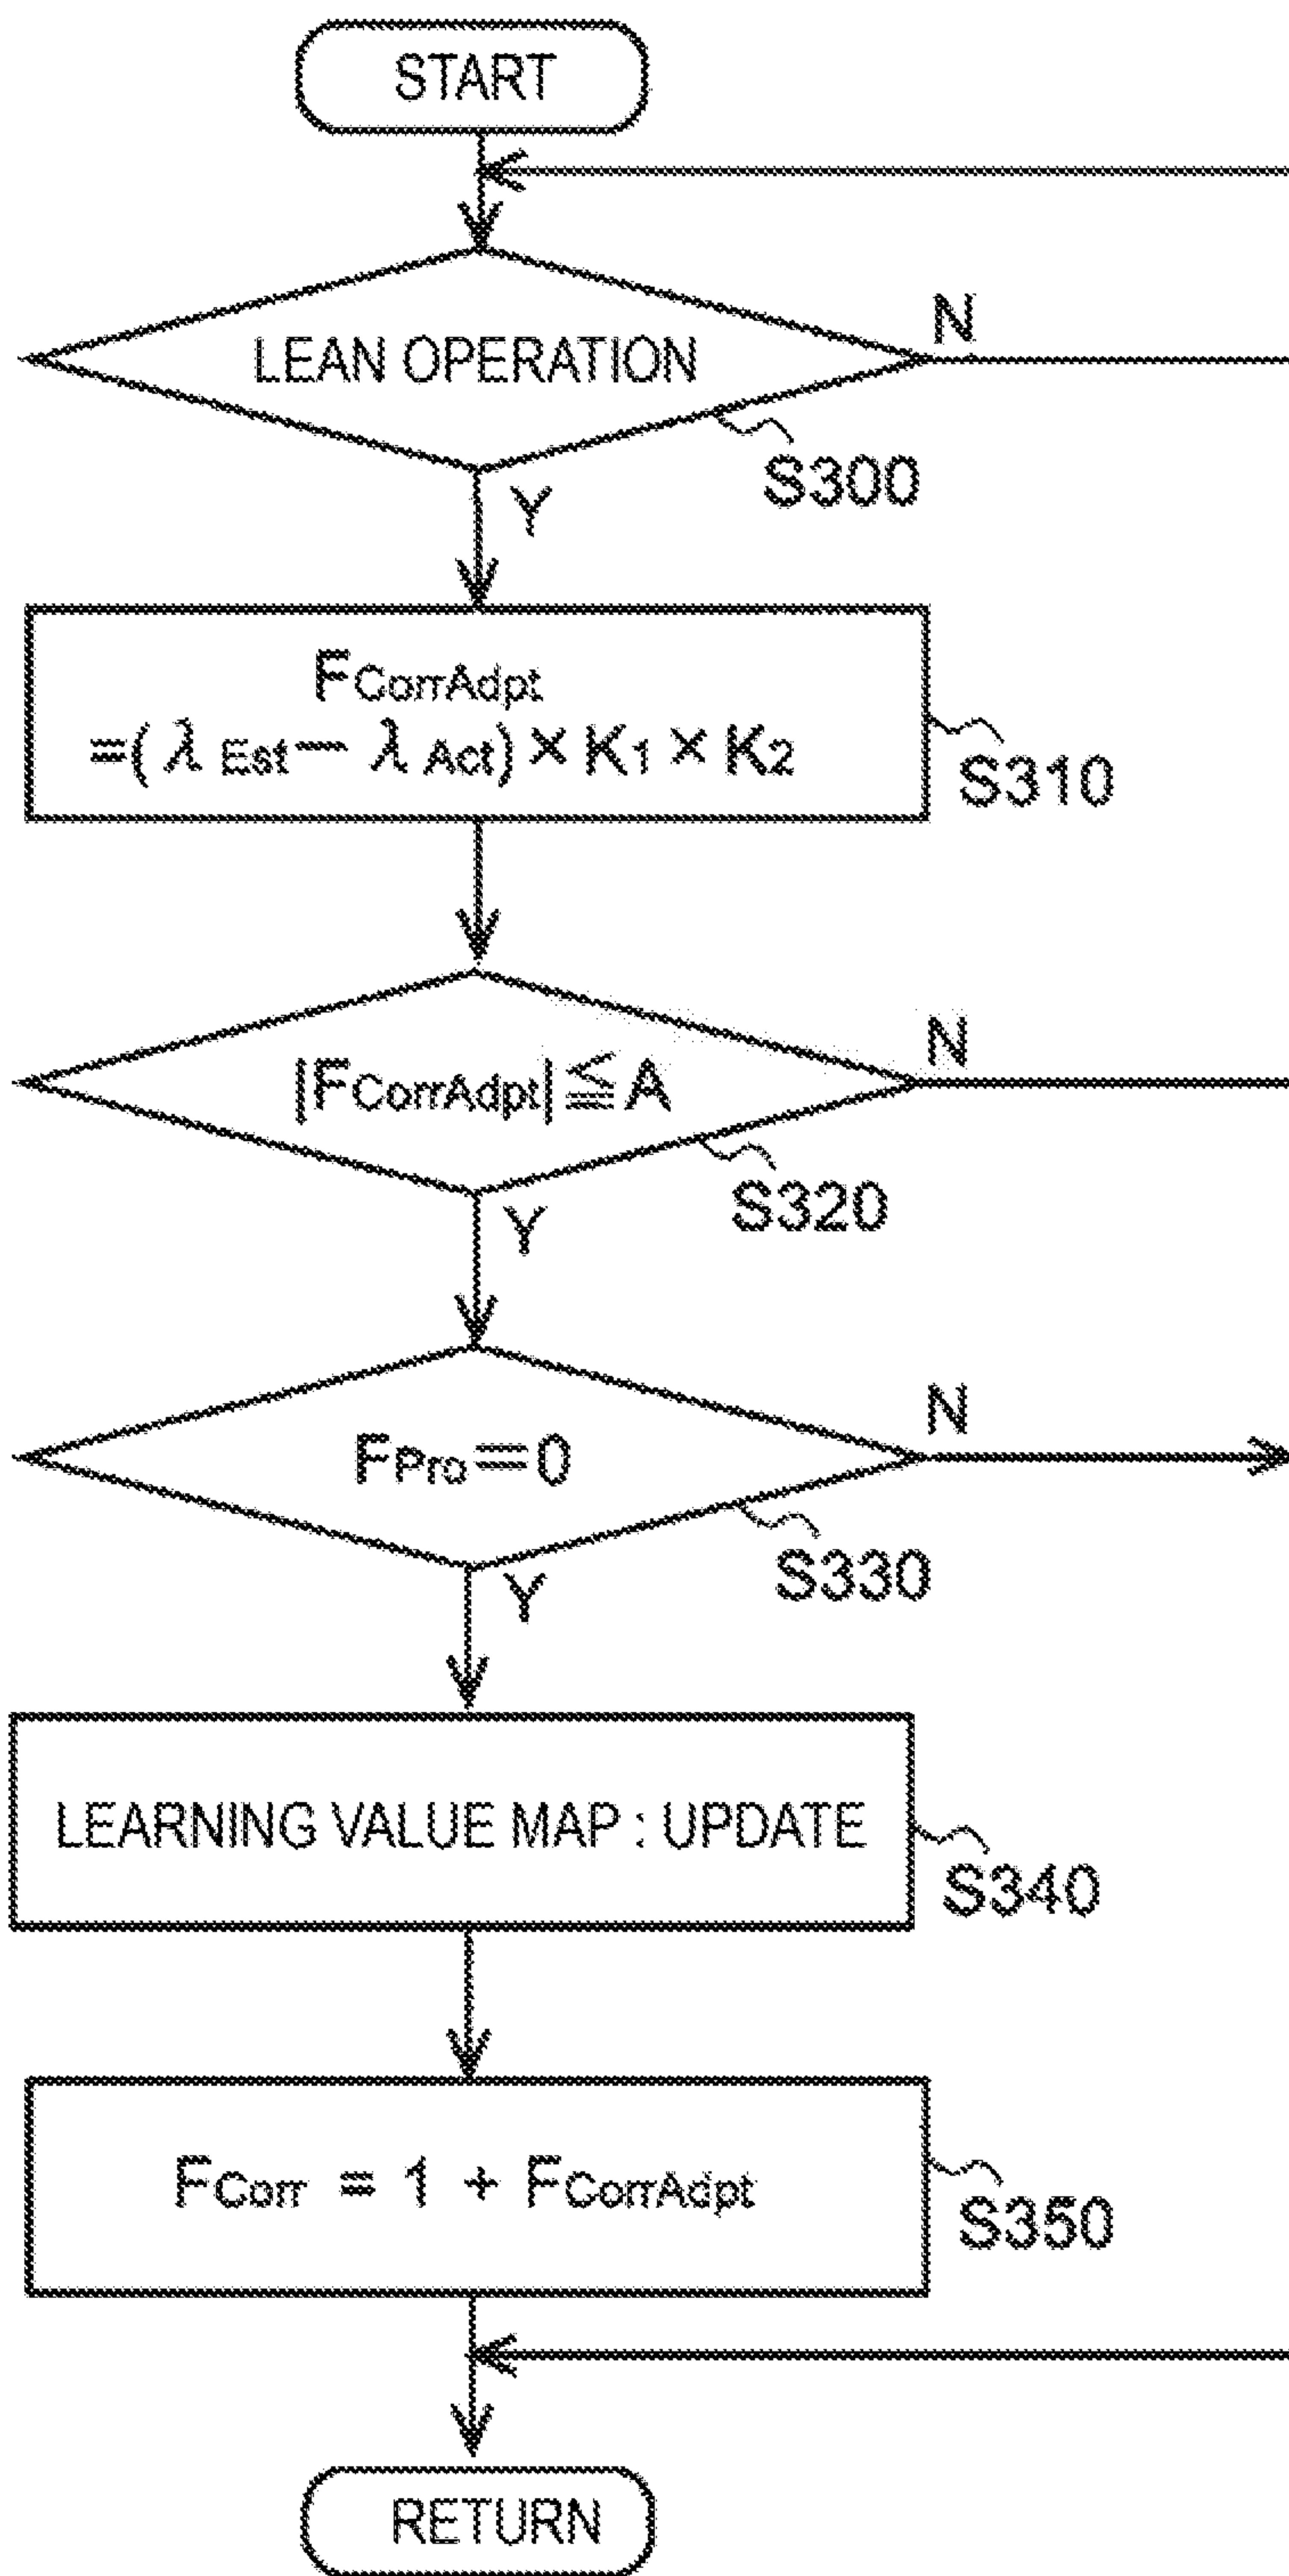 START
LEAN OPERATION
N
S300
Y
FCorrAdpt
=(λEst−λAct)×K1×K2
S310
|FCorrAdpt|≦A
N
S320
Y
FPro=0
N
S330
Y
LEARNING VALUE MAP : UPDATE
S340
FCorr = 1 + FCorrAdpt
S350
RETURN